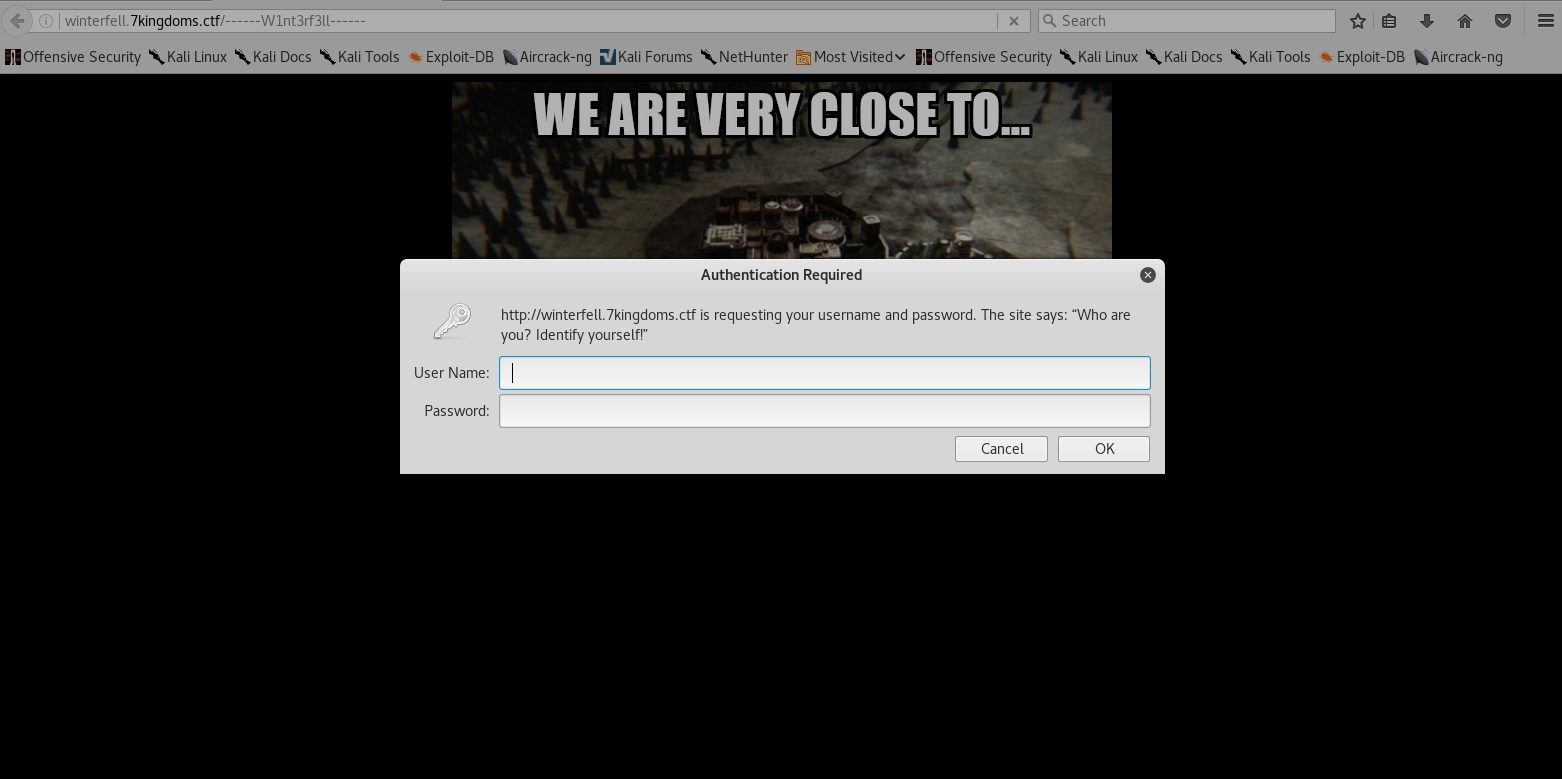 winterfell.7kingdoms.ctf/------W1nt3rf3ll------
Search
Offensive Security Kali Linux Kali Docs Kali Tools Exploit-DB Aircrack-ng Kali Forums NetHunter Most Visited Offensive Security Kali Linux Kali Docs Kali Tools Exploit-DB Aircrack-ng
WE ARE VERY CLOSE TO...
Authentication Required
http://winterfell.7kingdoms.ctf is requesting your username and password. The site says: “Who are
you? Identify yourself!”
User Name:
Password:
Cancel OK